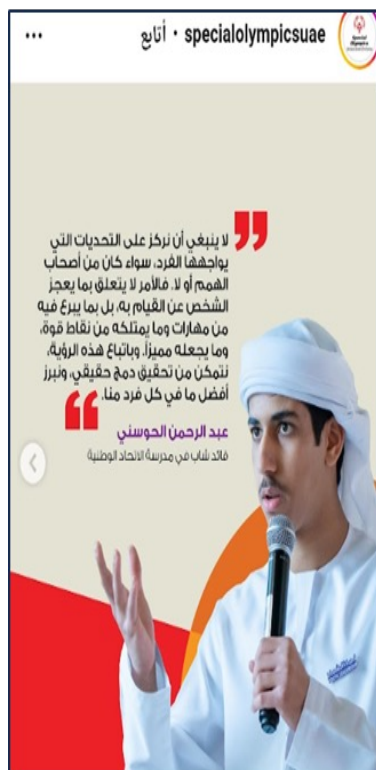 specialolympicsuae • أتابع
لا ينبغي أن نركز على التحديات التي
يواجهها الفرد، سواء كان من أصحاب
الهمم أو لا. فالأمر لا يتعلق بما يعجز
الشخص عن القيام به، بل بما يبرع فيه
من مهارات وما يمتلكه من نقاط قوة،
وما يجعله مميزاً. وباتباع هذه الرؤية،
نتمكن من تحقيق دمج حقيقي، ونبرز
أفضل ما في كل فرد منا.
عبد الرحمن الحوسني
قائد شاب في مدرسة الاتحاد الوطنية